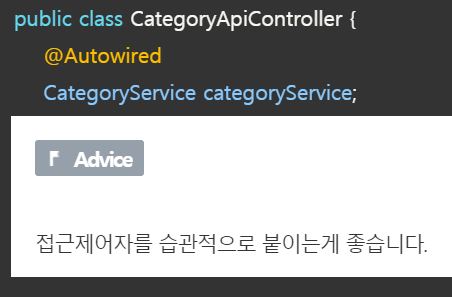 public class CategoryApiController {
@Autowired
CategoryService categoryService;
Advice
접근제어자를 습관적으로 붙이는게 좋습니다.